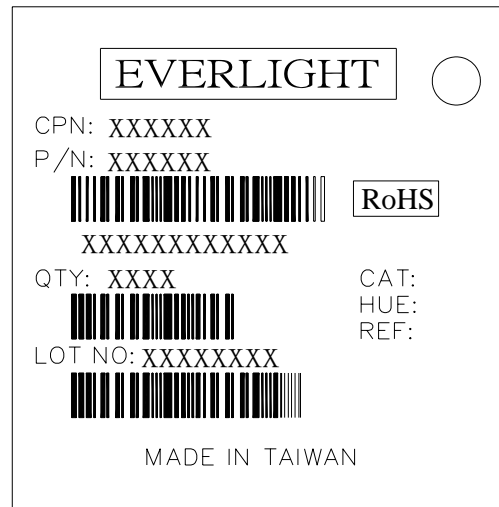 EVERLIGHT
CPN: XXXXXX
P/N: XXXXXX
RoHS
XXXXXXXXXXXX
QTY: XXXX
CAT:
HUE:
REF:
LOT NO: XXXXXXXX
MADE IN TAIWAN